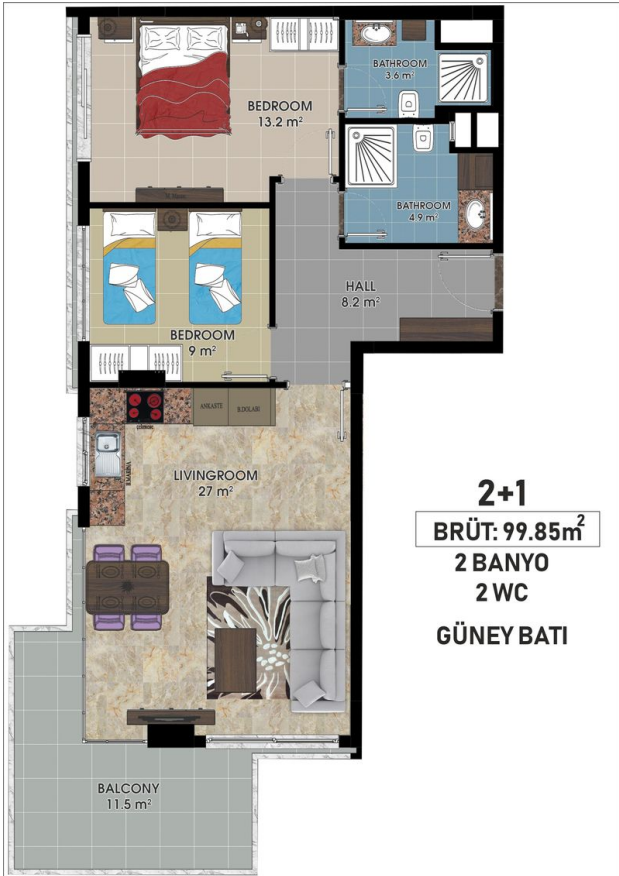 BATHROOM
3.6 m²
BEDROOM
13.2 m²
BATHROOM
4.9 m²
HALL
8.2 m²
BEDROOM
9 m²
ANKASTE
B.DOLABI
LIVINGROOM
27 m²
2+1
BRÜT: 99.85m²
2 BANYO
2 WC
GÜNEY BATI
BALCONY
11.5 m²